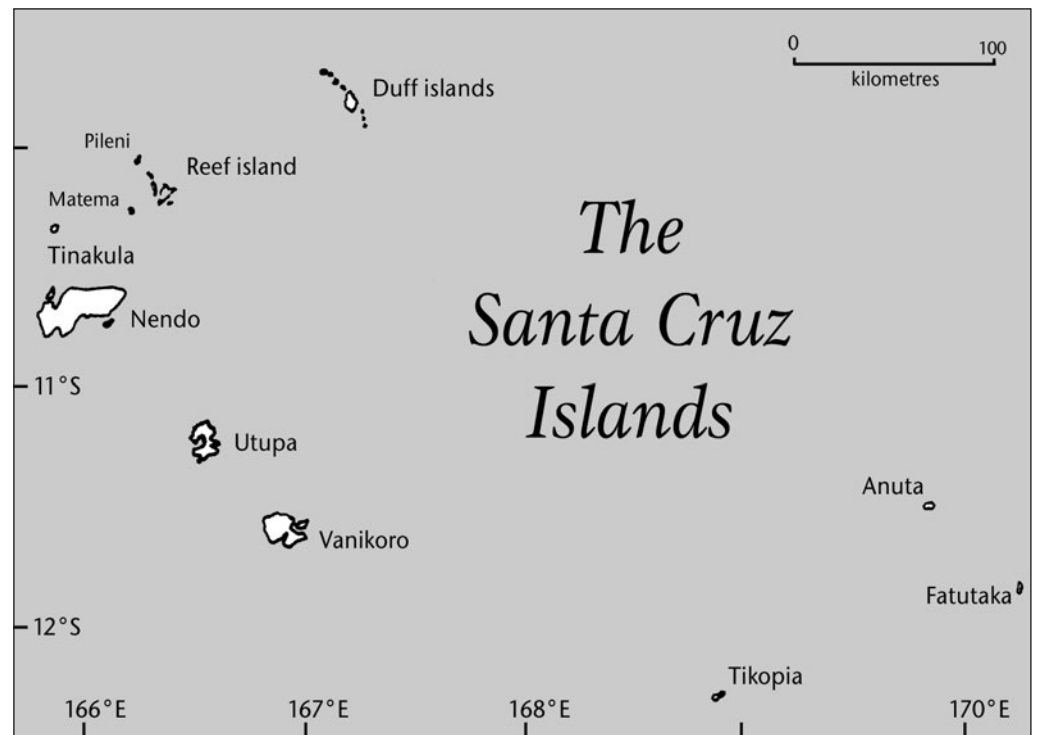 0 100
kilometres
Duff islands
Pileni
Reef island
Matema
Tinakula
Nendo
The
Santa Cruz
Islands
11°S
Utupa
Anuta
Vanikoro
Fatutaka
12°S
Tikopia
166°E 167°E 168°E 170°E